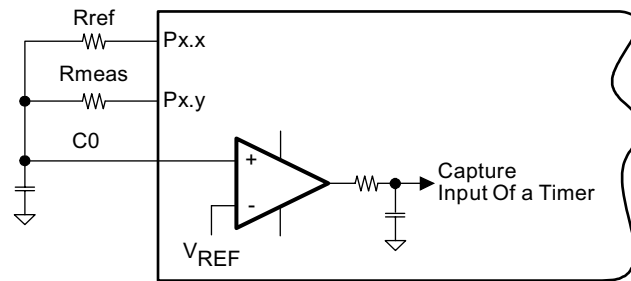 Rref
Px.x
Rmeas
Px.y
C0
+
-
VREF
Capture
Input Of a Timer